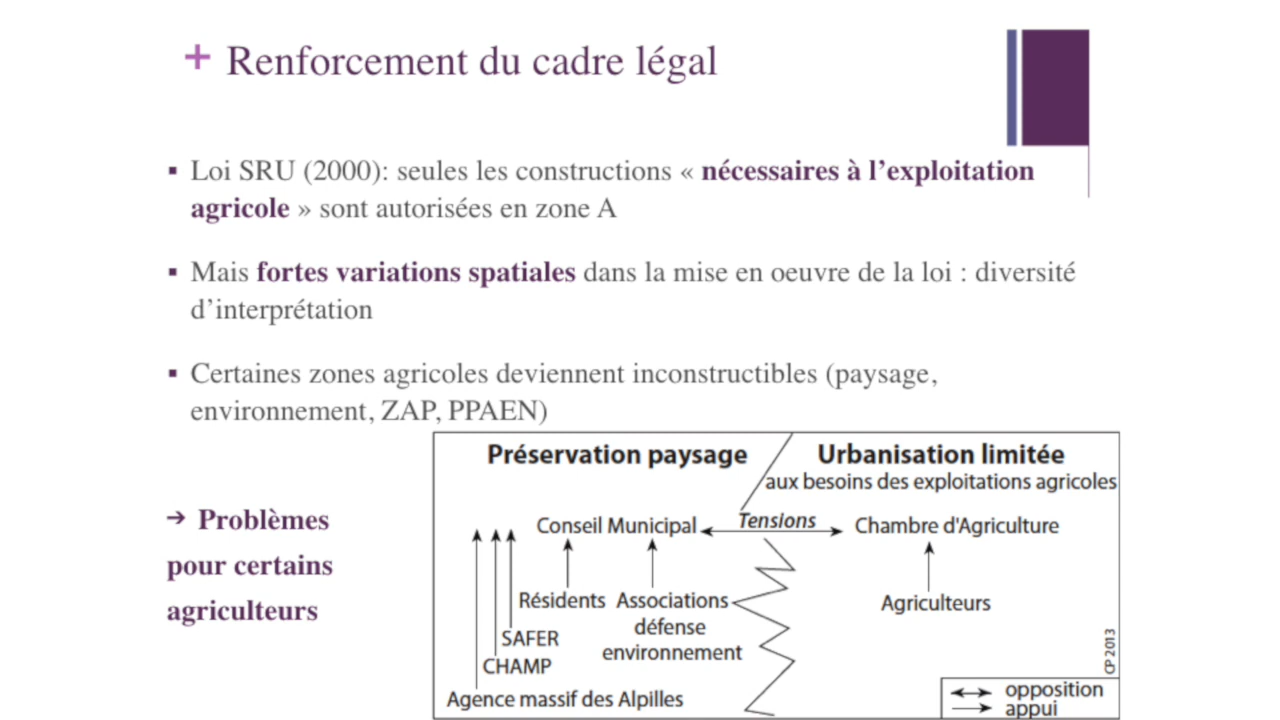 + Renforcement du cadre légal
▪ Loi SRU (2000): seules les constructions « nécessaires à l’exploitation
agricole » sont autorisées en zone A
▪ Mais fortes variations spatiales dans la mise en oeuvre de la loi : diversité
d’interprétation
▪ Certaines zones agricoles deviennent inconstructibles (paysage,
environnement, ZAP, PPAEN)
➔ Problèmes
pour certains
agriculteurs
Préservation paysage
Urbanisation limitée
aux besoins des exploitations agricoles
Conseil Municipal
Tensions
Chambre d'Agriculture
Résidents
Associations
défense
environnement
Agriculteurs
SAFER
CHAMP
Agence massif des Alpilles
CP 2013
opposition
appui